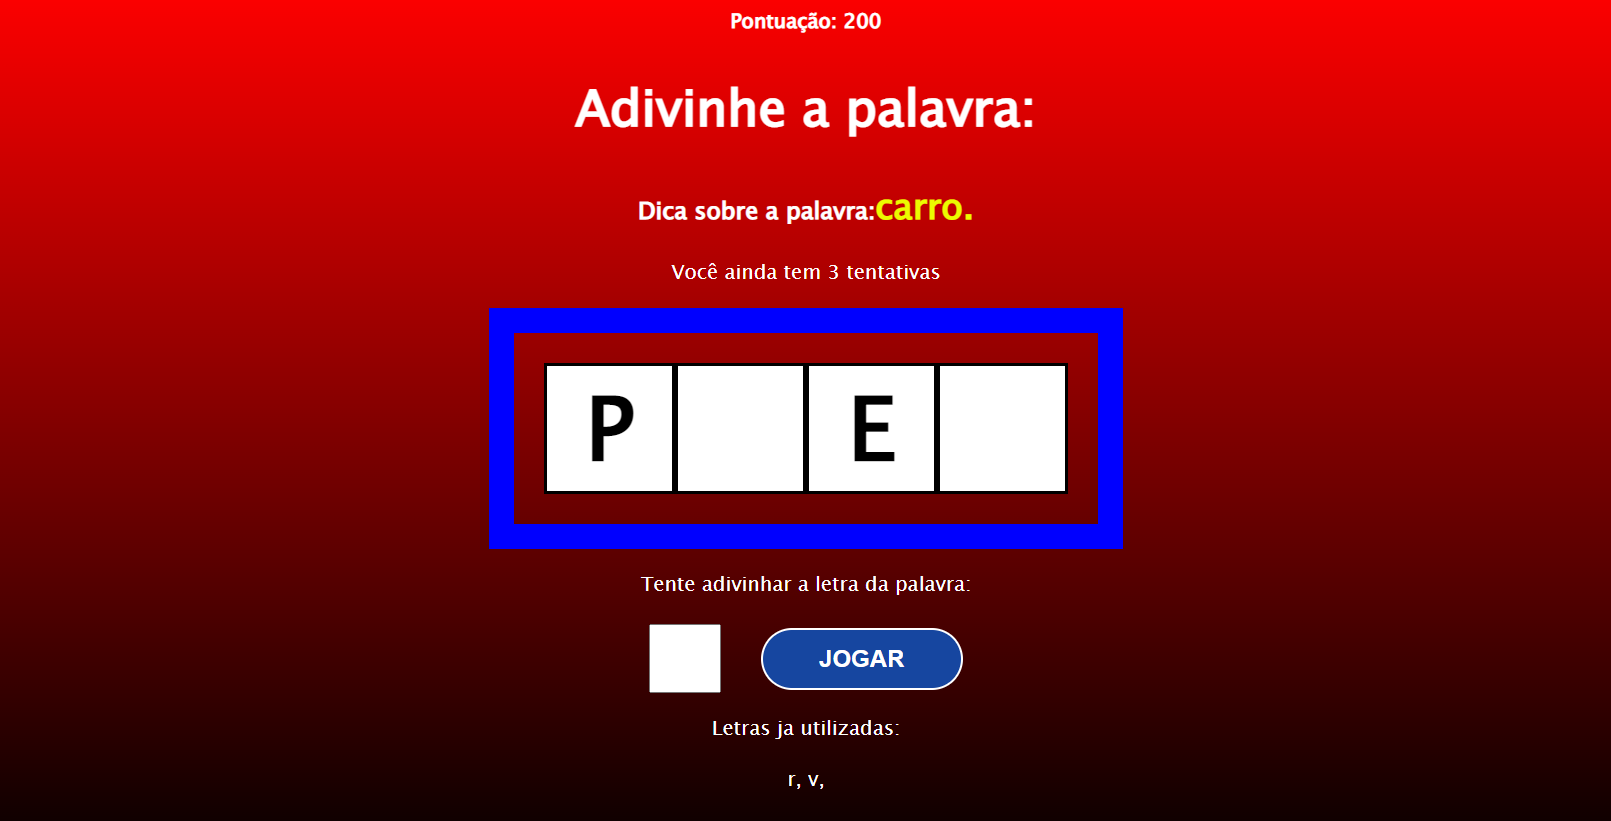 Pontuação: 200
Adivinhe a palavra:
Dica sobre a palavra:carro.
Você ainda tem 3 tentativas
P E
Tente adivinhar a letra da palavra:
JOGAR
Letras ja utilizadas:
r, v,